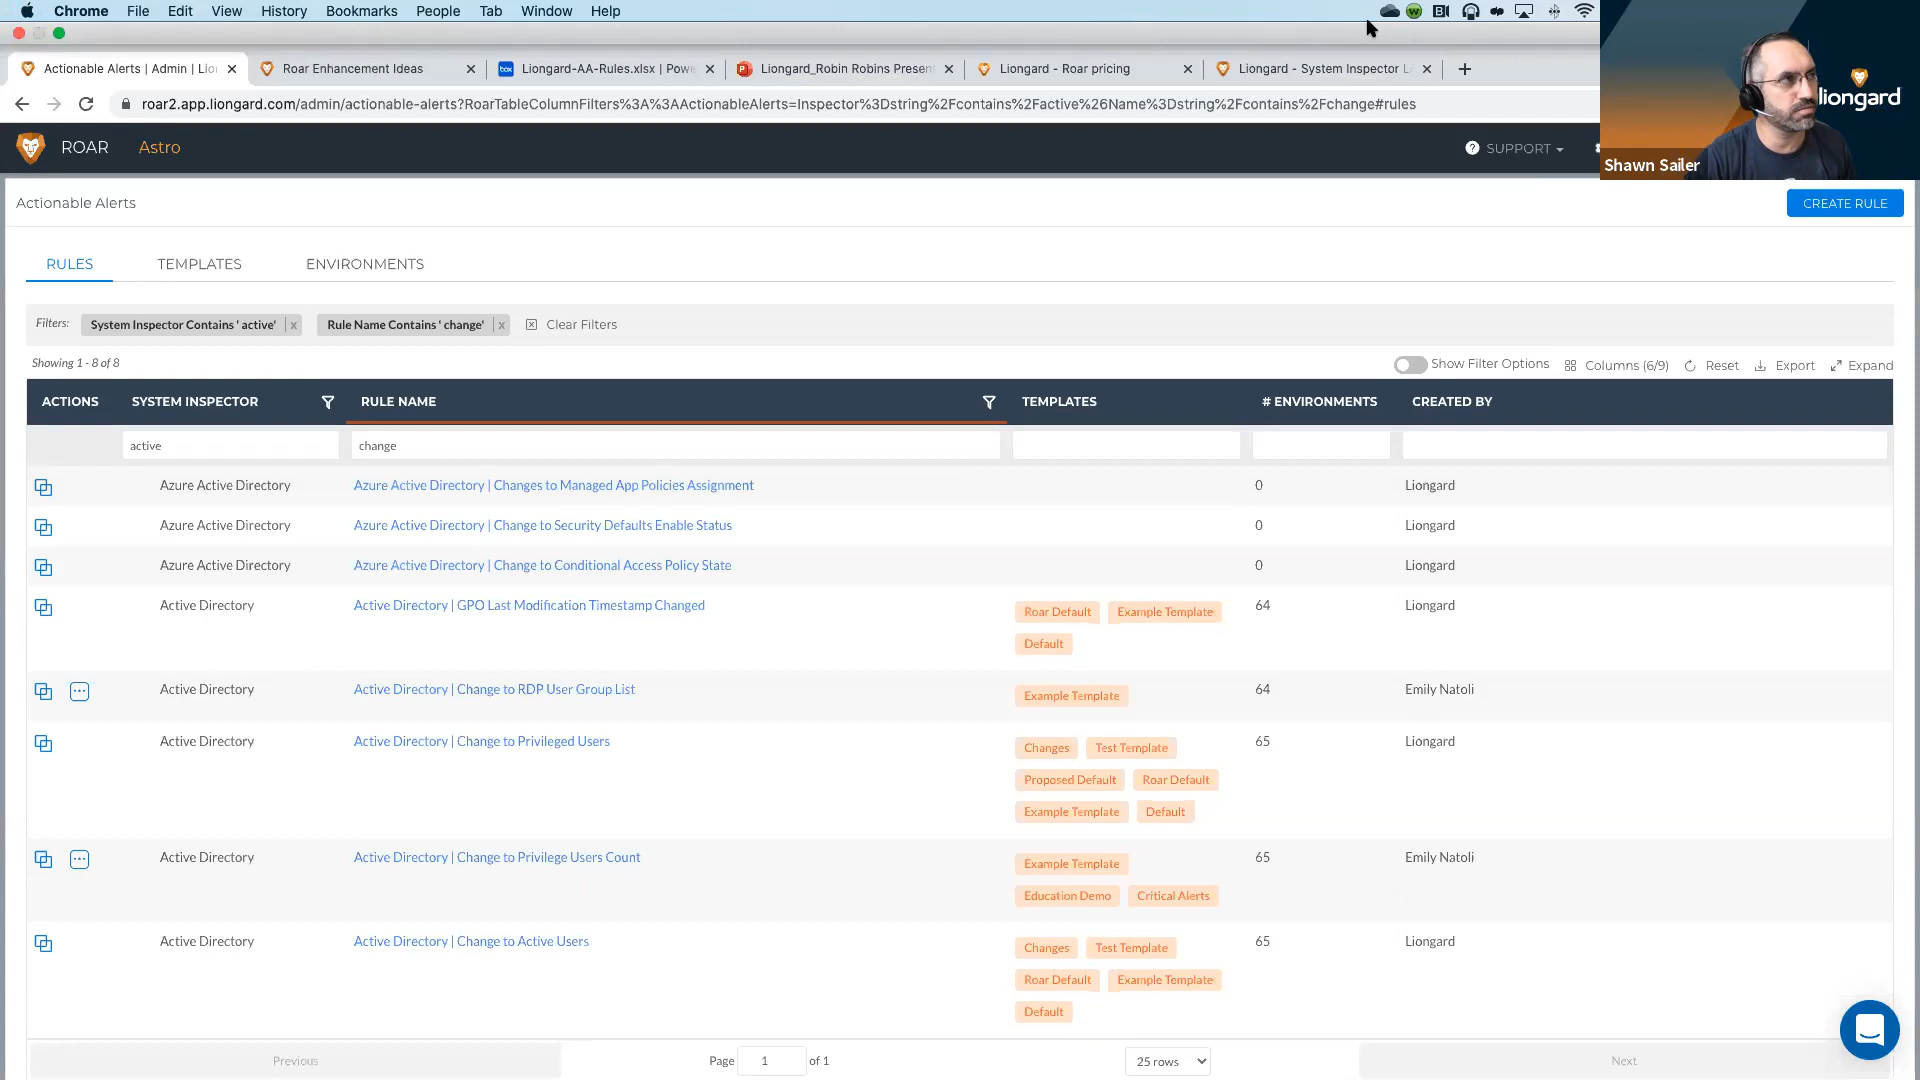 Chrome File Edit View History Bookmarks People Tab Window Help
Actionable Alerts | Admin | Lio
Roar Enhancement Ideas
box Liongard-AA-Rules.xlsx | Powe
Liongard_Robin Robins Presen
Liongard - Roar pricing
Liongard - System Inspector L
roar2.app.liongard.com/admin/actionable-alerts?RoarTableColumnFilters%3A%3AActionableAlerts=Inspector%3Dstring%2Fcontains%2Factive%26Name%3Dstring%2Fcontains%2Fchange#rules
liongard
Shawn Sailer
ROAR Astro
? SUPPORT
Actionable Alerts
CREATE RULE
RULES TEMPLATES ENVIRONMENTS
Filters: System Inspector Contains ' active' x Rule Name Contains ' change' x Clear Filters
Showing 1 - 8 of 8
Show Filter Options Columns (6/9) Reset Export Expand
ACTIONS SYSTEM INSPECTOR RULE NAME TEMPLATES # ENVIRONMENTS CREATED BY
active change
Azure Active Directory Azure Active Directory | Changes to Managed App Policies Assignment 0 Liongard
Azure Active Directory Azure Active Directory | Change to Security Defaults Enable Status 0 Liongard
Azure Active Directory Azure Active Directory | Change to Conditional Access Policy State 0 Liongard
Active Directory Active Directory | GPO Last Modification Timestamp Changed Roar Default Example Template 64 Liongard
Default
Active Directory Active Directory | Change to RDP User Group List Example Template 64 Emily Natoli
Active Directory Active Directory | Change to Privileged Users Changes Test Template 65 Liongard
Proposed Default Roar Default
Example Template Default
Active Directory Active Directory | Change to Privilege Users Count Example Template 65 Emily Natoli
Education Demo Critical Alerts
Active Directory Active Directory | Change to Active Users Changes Test Template 65 Liongard
Roar Default Example Template
Default
Previous Page 1 of 1 25 rows Next